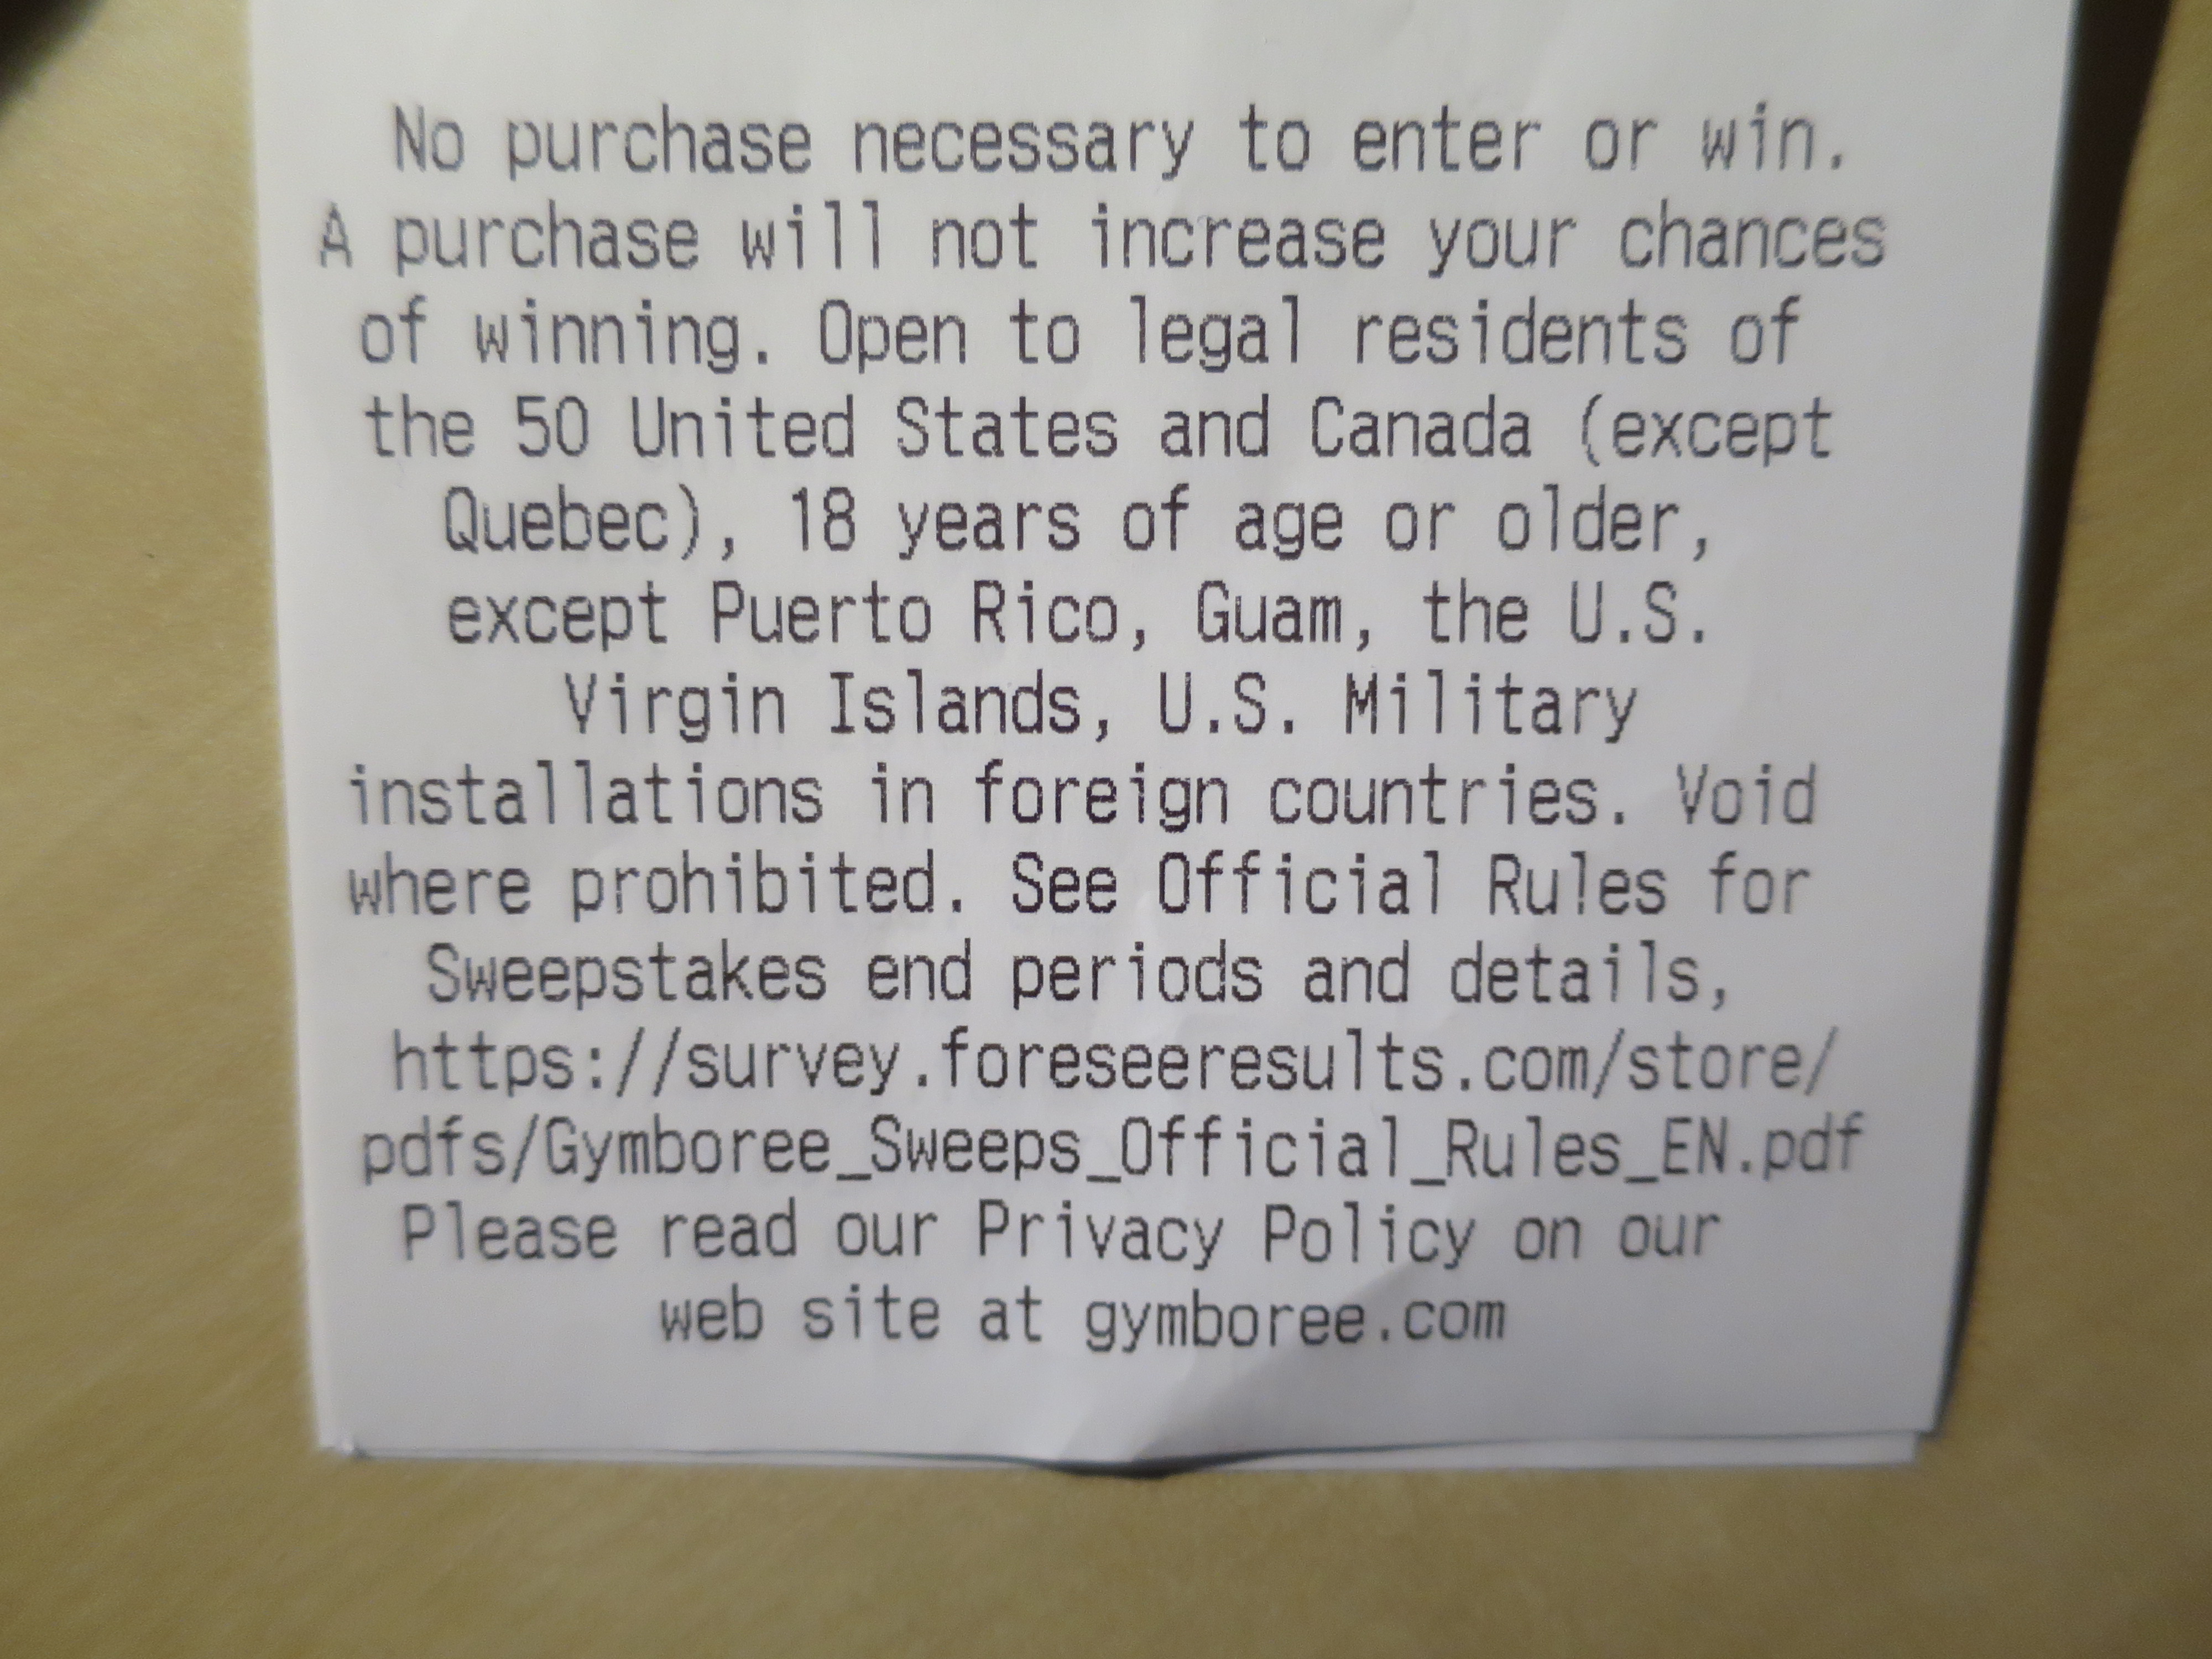 No purchase necessary to enter or win.
A purchase will not increase your chances
of winning. Open to legal residents of
the 50 United States and Canada (except
Quebec), 18 years of age or older,
except Puerto Rico, Guam, the U.S.
Virgin Islands, U.S. Military
installations in foreign countries. Void
where prohibited. See Official Rules for
Sweepstakes end periods and details,
https://survey.foreseeresults.com/store/
pdfs/Gymboree_Sweeps_Official_Rules_EN.pdf
Please read our Privacy Policy on our
web site at gymboree.com